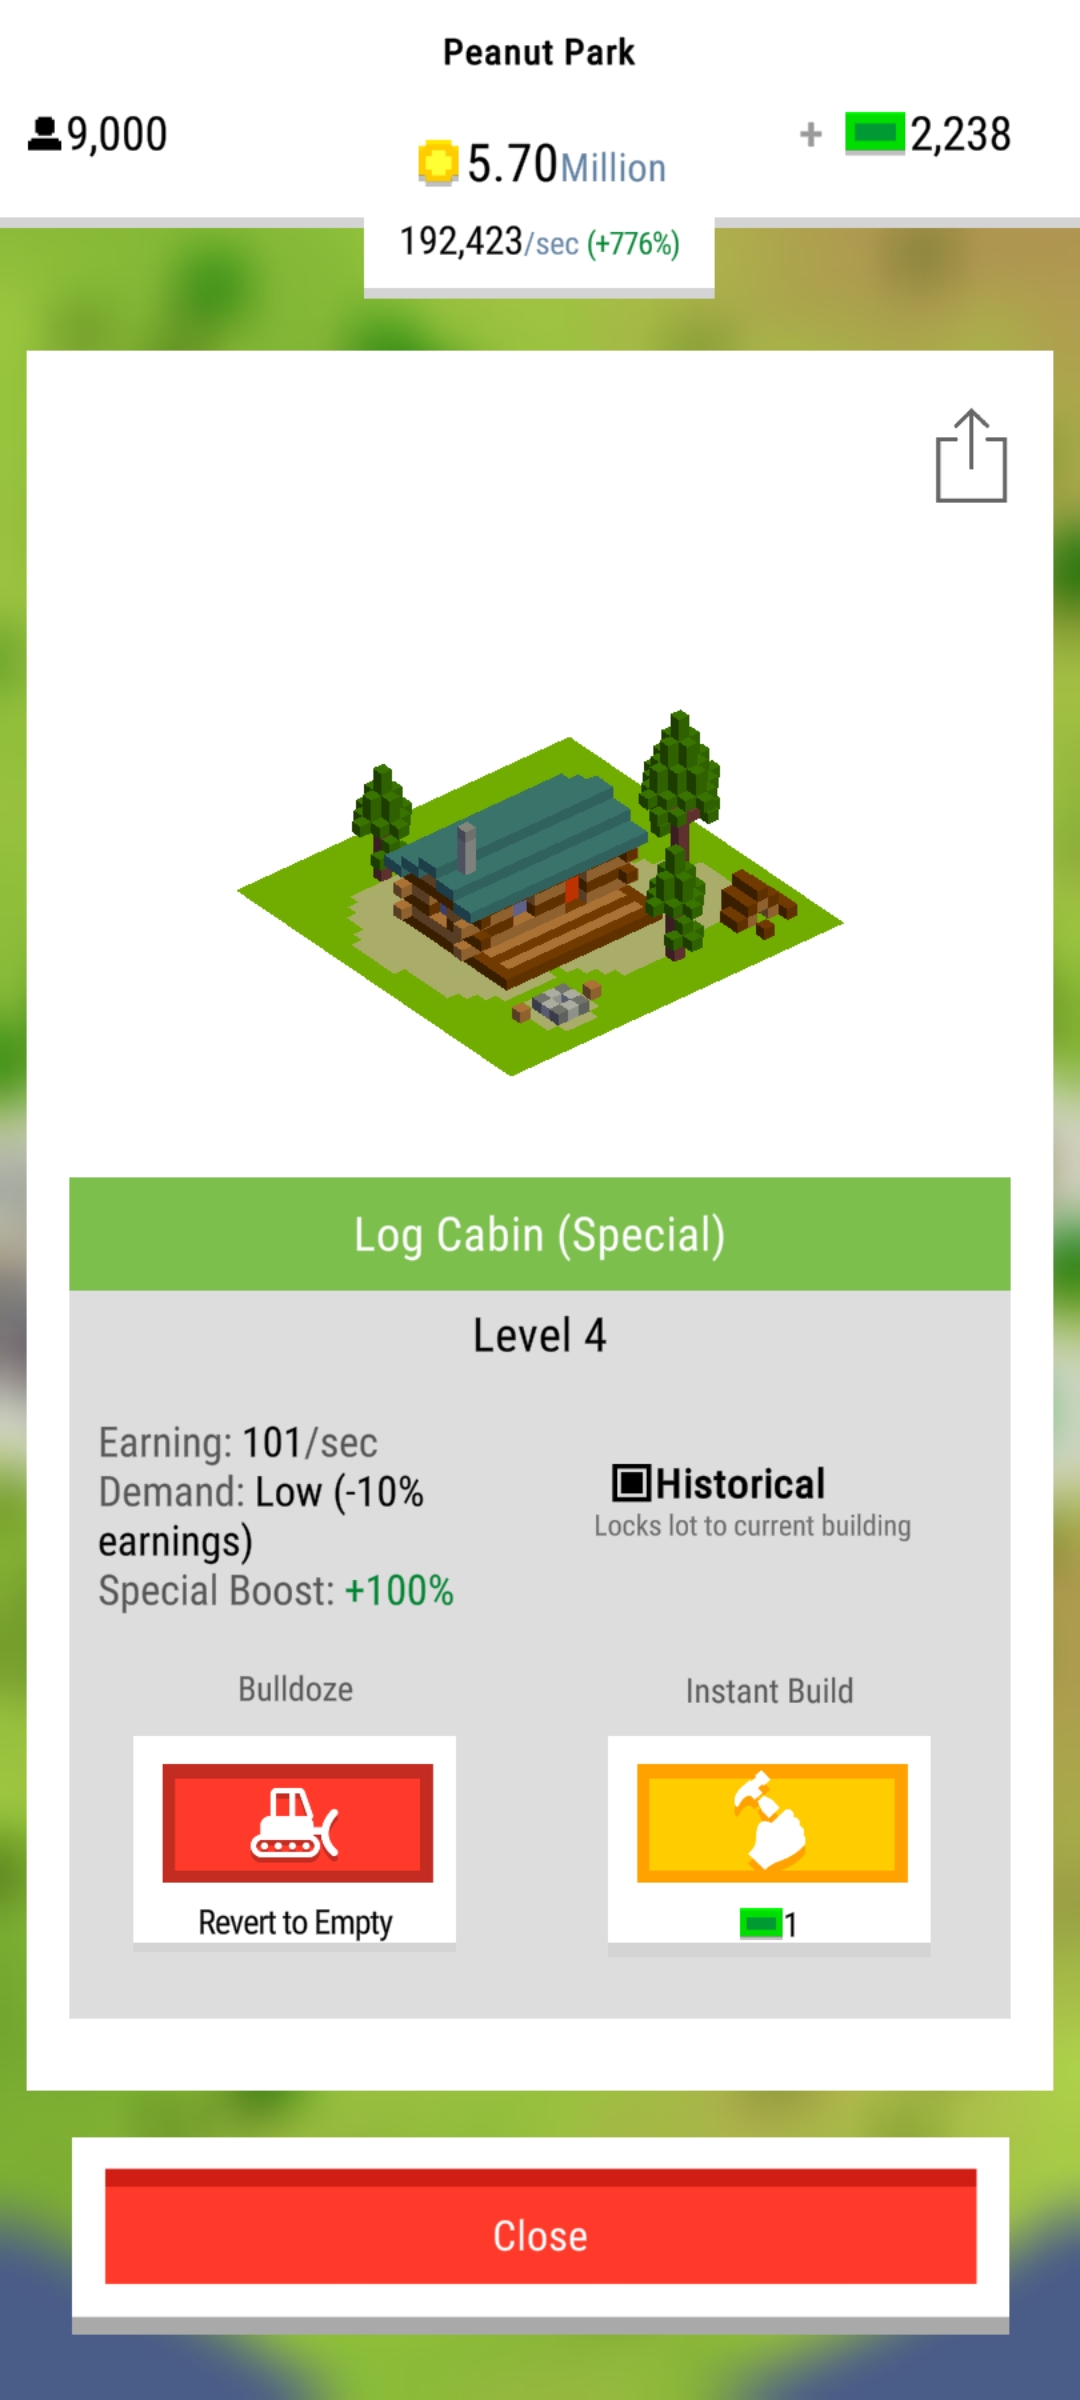 Peanut Park
9,000
5.70Million
+ 2,238
192,423/sec (+776%)
Log Cabin (Special)
Level 4
Earning: 101/sec
Demand: Low (-10%
earnings)
Special Boost: +100%
Historical
Locks lot to current building
Bulldoze
Revert to Empty
Instant Build
1
Close